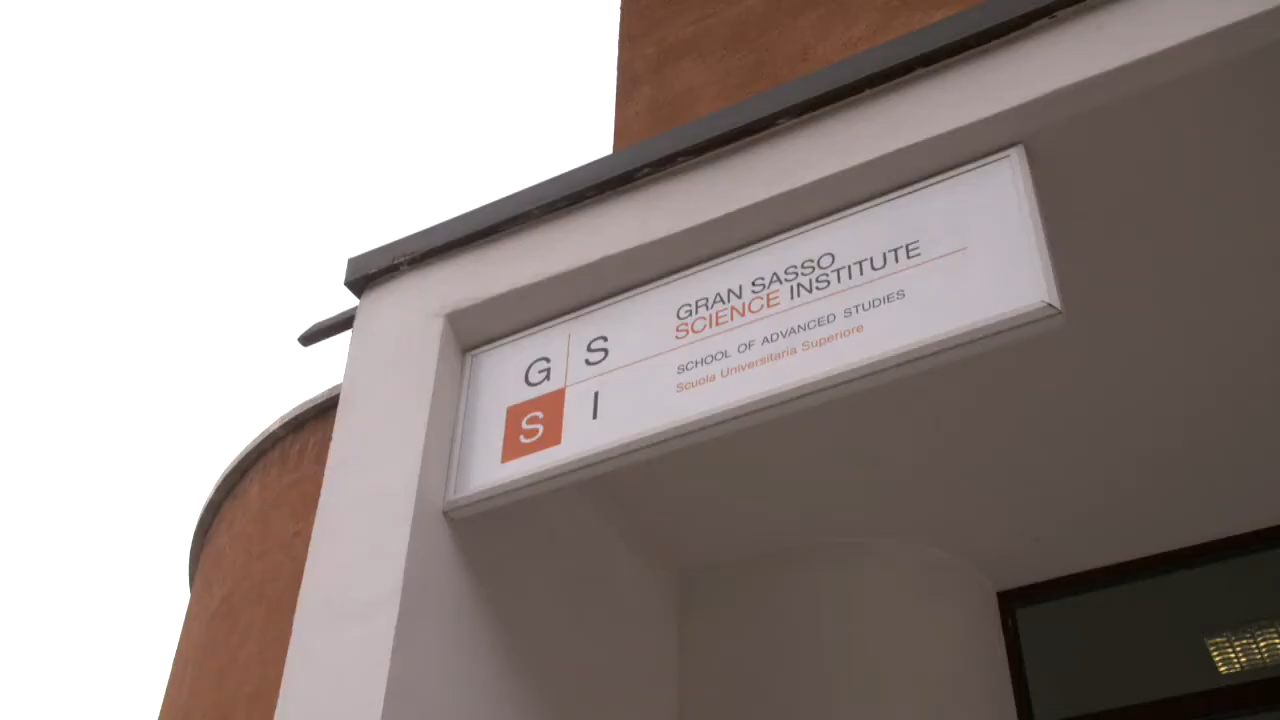 G S
S I
GRAN SASSO
SCIENCE INSTITUTE
SCHOOL OF ADVANCED STUDIES
Scuola Universitaria Superiore